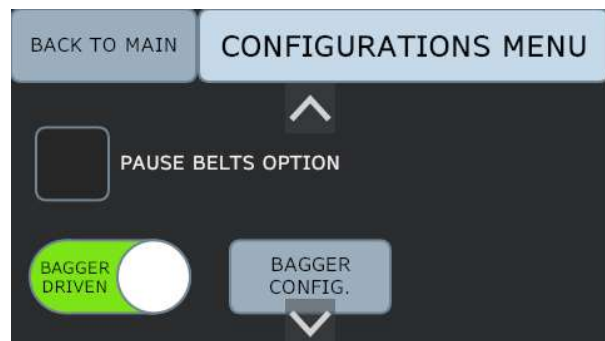 BACK TO MAIN
CONFIGURATIONS MENU
PAUSE BELTS OPTION
BAGGER
DRIVEN
BAGGER
CONFIG.